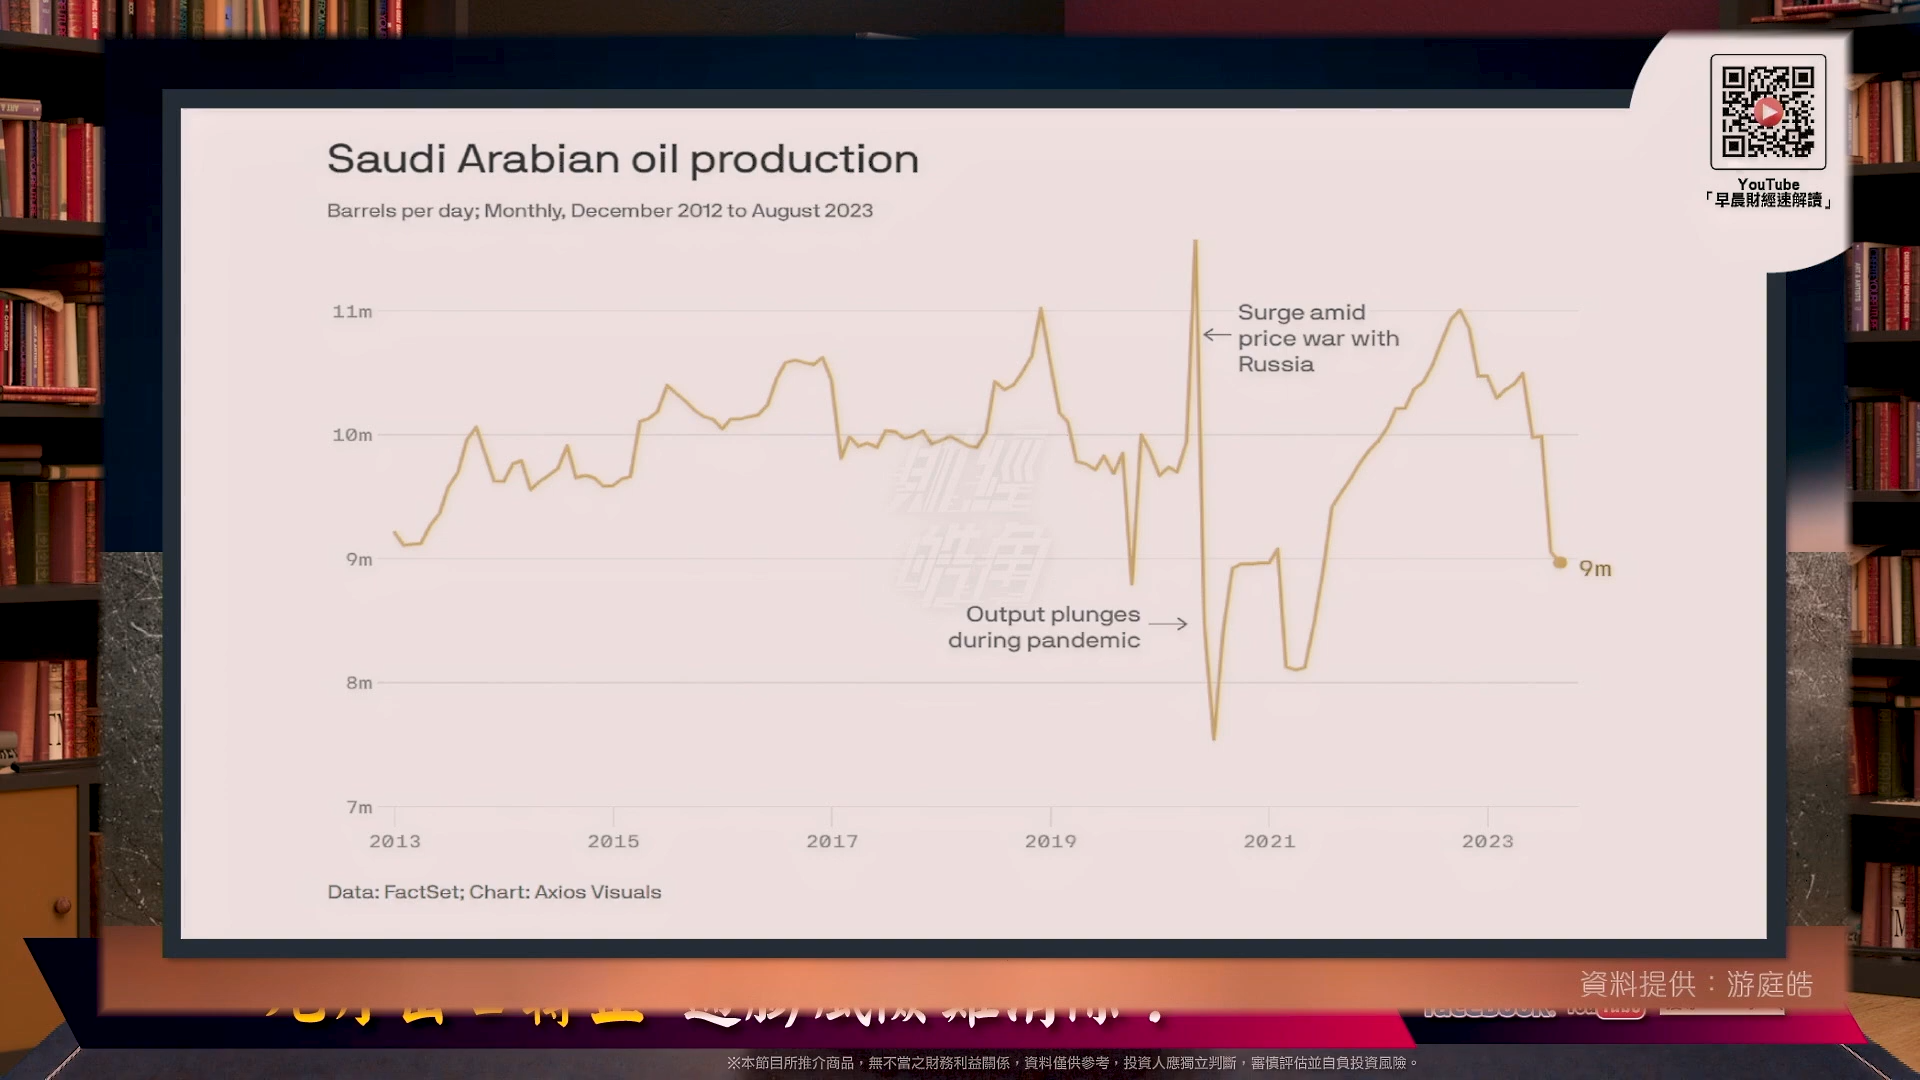 Saudi Arabian oil production
Barrels per day; Monthly, December 2012 to August 2023
YouTube
「早晨財經速解讀」
11m
10m
9m
8m
7m
Surge amid
price war with
Russia
Output plunges
during pandemic
9m
財經
皓角
2013
2015
2017
2019
2021
2023
Data: FactSet; Chart: Axios Visuals
資料提供：游庭皓
※本節目所推介商品，無不當之財務利益關係，資料僅供參考，投資人應獨立判斷，審慎評估並自負投資風險。